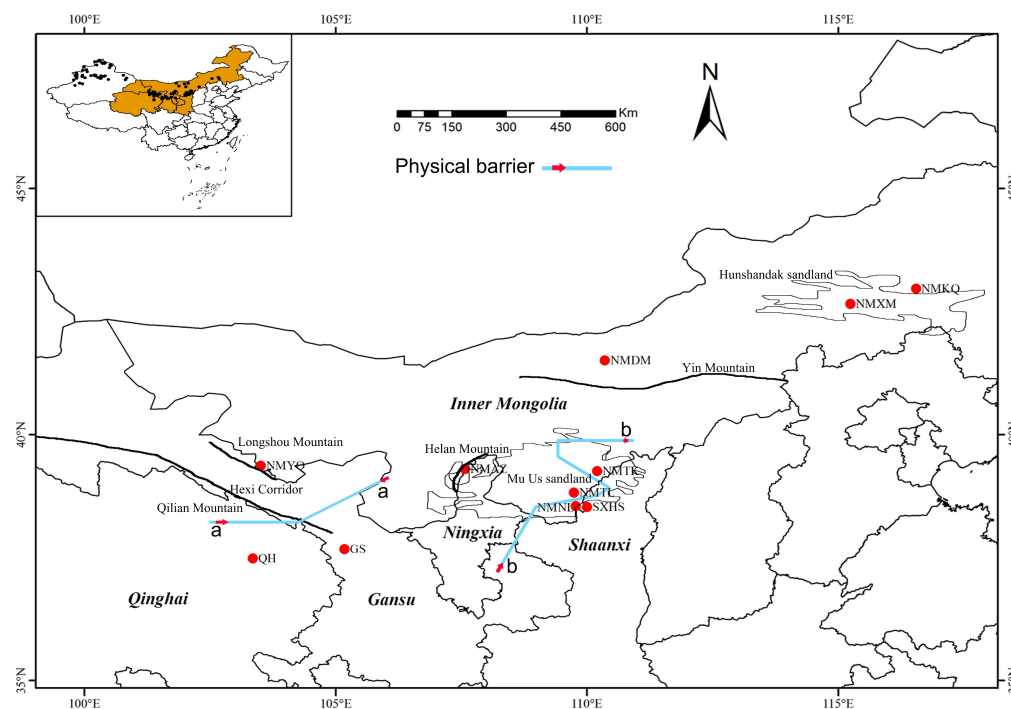 100°E 105°E 110°E 115°E
N
Km
0 75 150 300 450 600
Physical barrier
45°N
Hunshandak sandland
NMKQ
NMXM
NMDM
Yin Mountain
Inner Mongolia
40°N
b
Longshou Mountain
Helan Mountain
NMAZ
NMTK
Mu Us sandland
Hexi Corridor
a
NMTL
Qilian Mountain
SXHS
a
Ningxia
Shaanxi
GS
QH
b
Qinghai
Gansu
35°N
100°E 105°E 110°E 115°E